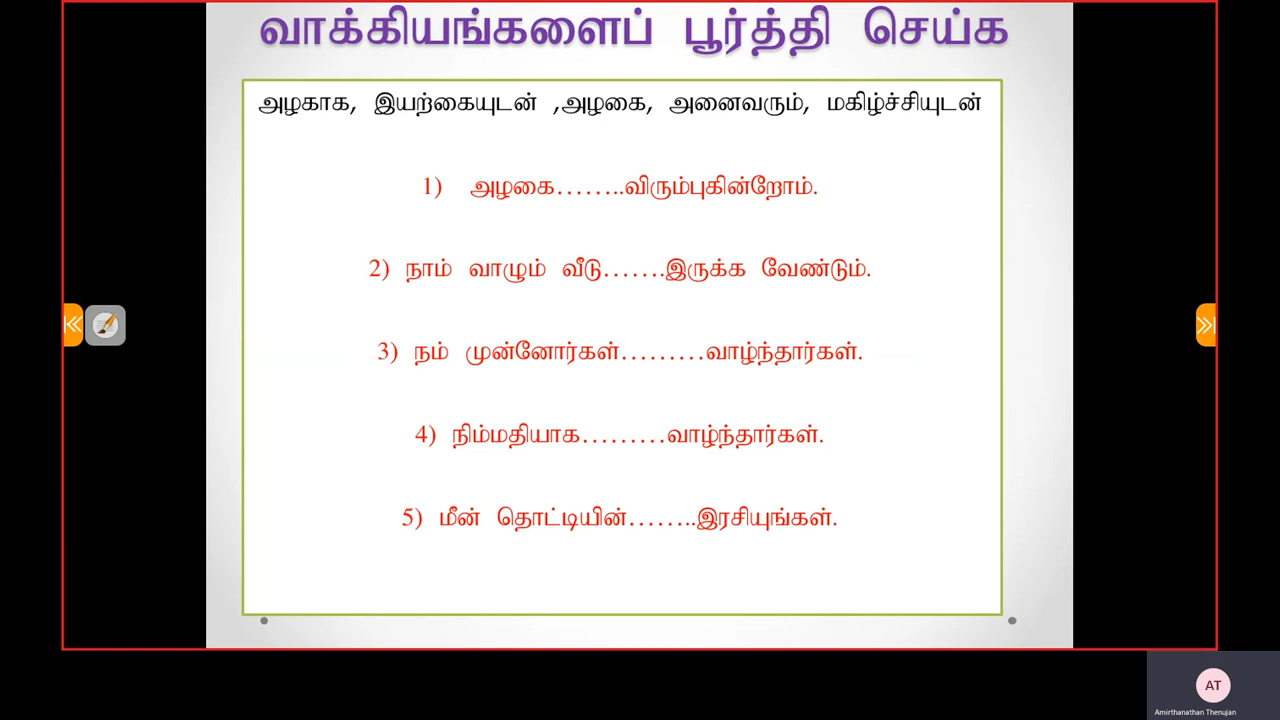 வாக்கியங்களைப் பூர்த்தி செய்க
அழகாக, இயற்கையுடன் ,அழகை, அனைவரும், மகிழ்ச்சியுடன்
1) அழகை……..விரும்புகின்றோம்.
2) நாம் வாழும் வீடு…….இருக்க வேண்டும்.
3) நம் முன்னோர்கள்………வாழ்ந்தார்கள்.
4) நிம்மதியாக………வாழ்ந்தார்கள்.
5) மீன் தொட்டியின்……..இரசியுங்கள்.
AT
Amirthanathan Thenujan